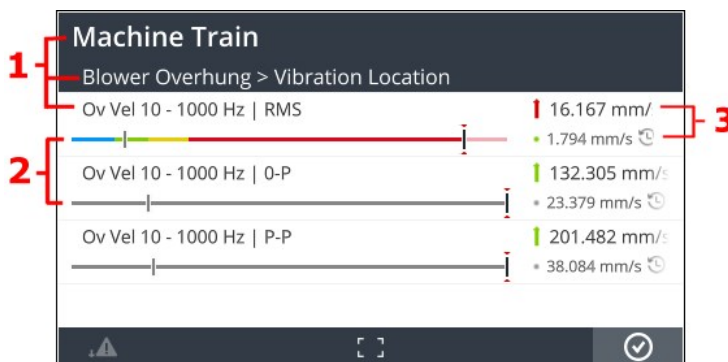 Machine Train
1
Blower Overhung > Vibration Location
Ov Vel 10 - 1000 Hz | RMS
16.167 mm/
3
1.794 mm/s
2
Ov Vel 10 - 1000 Hz | 0-P
132.305 mm/s
23.379 mm/s
Ov Vel 10 - 1000 Hz | P-P
201.482 mm/s
38.084 mm/s